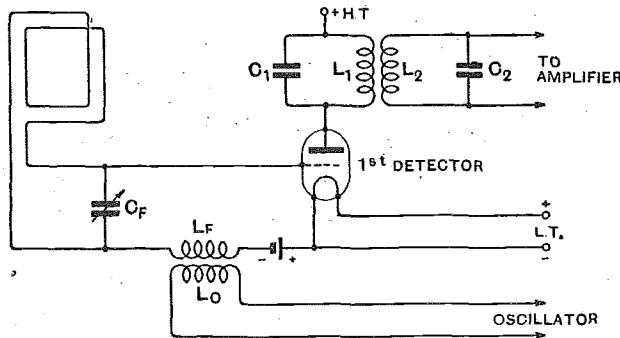 +H.T
C1
L1
L2
C2
TO
AMPLIFIER
1st DETECTOR
CF
LF
- +
+
L.T.
-
LO
OSCILLATOR